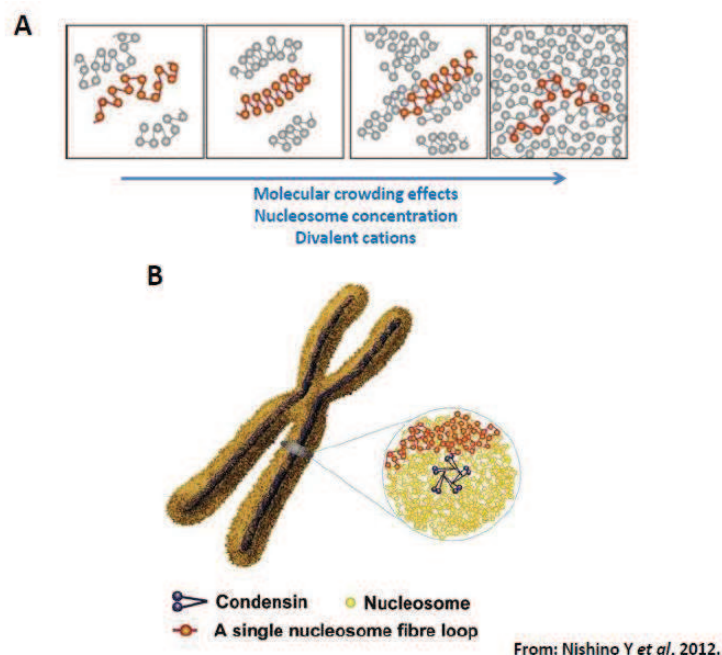 A
Molecular crowding effects
Nucleosome concentration
Divalent cations
B
Condensin Nucleosome
A single nucleosome fibre loop
From: Nishino Y et al. 2012.